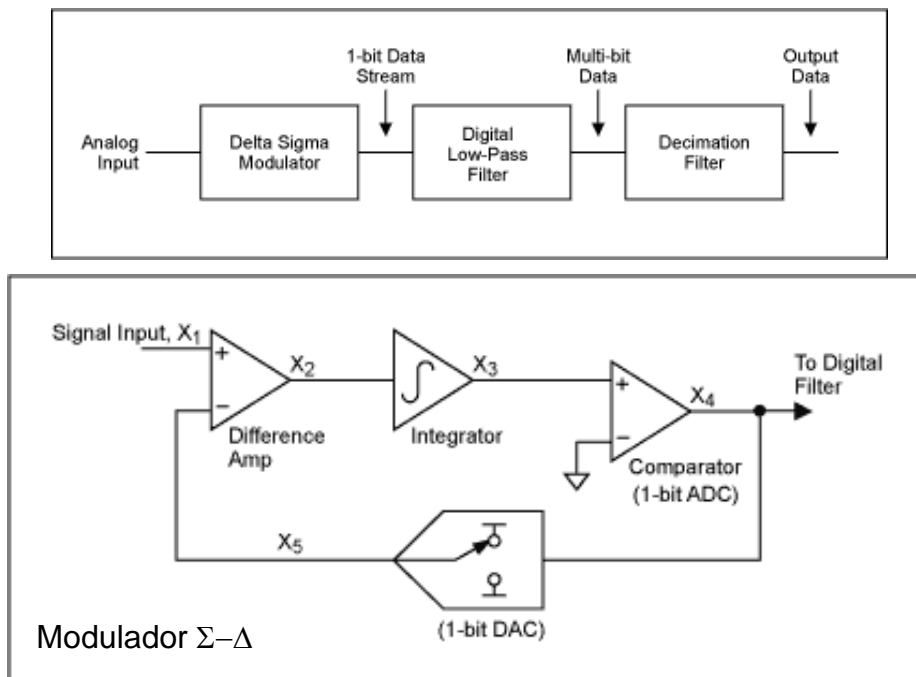 1-bit Data
Stream
Multi-bit
Data
Output
Data
Analog
Input
Delta Sigma
Modulator
Digital
Low-Pass
Filter
Decimation
Filter
Signal Input, X₁
+
−
X₂
Difference
Amp
X₃
Integrator
+
−
X₄
To Digital
Filter
Comparator
(1-bit ADC)
X₅
(1-bit DAC)
Modulador Σ−Δ